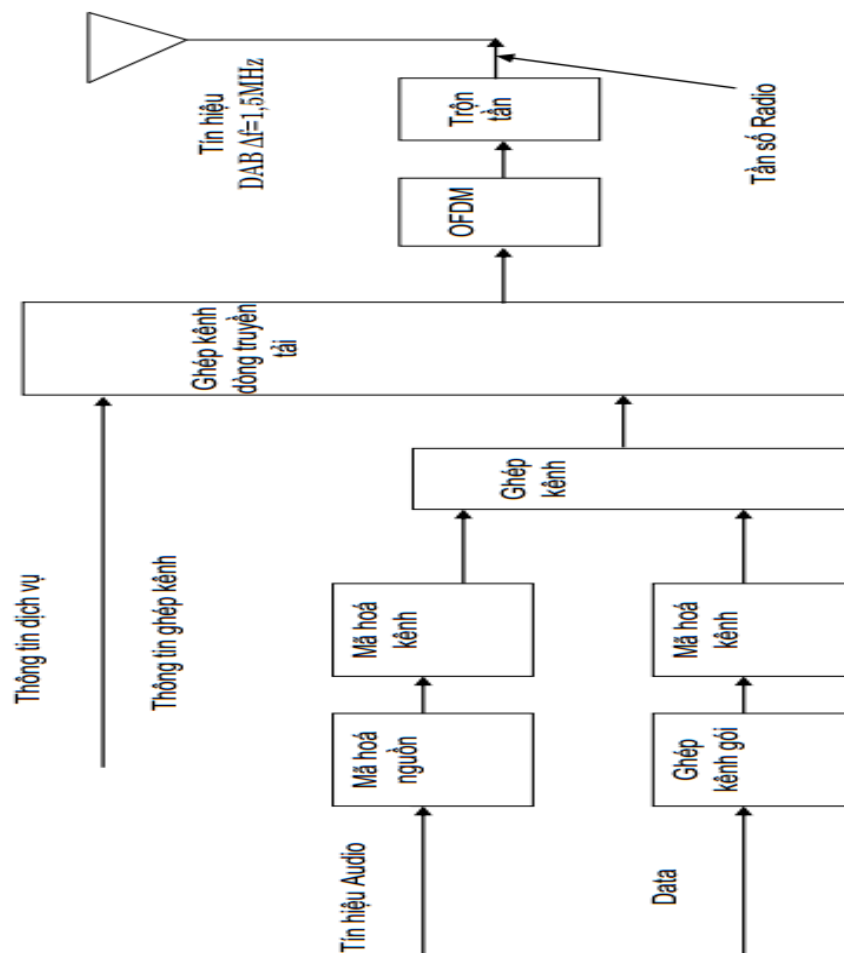 Thông tin dịch vụ
Thông tin ghép kênh
Tín hiệu Audio
Mã hoá
nguồn
Mã hoá
kênh
Data
Ghép
kênh gói
Mã hoá
kênh
Ghép
kênh
Ghép kênh
dòng truyền
tải
OFDM
Trộn
tần
Tín hiệu
DAB Δf=1,5MHz
Tần số Radio